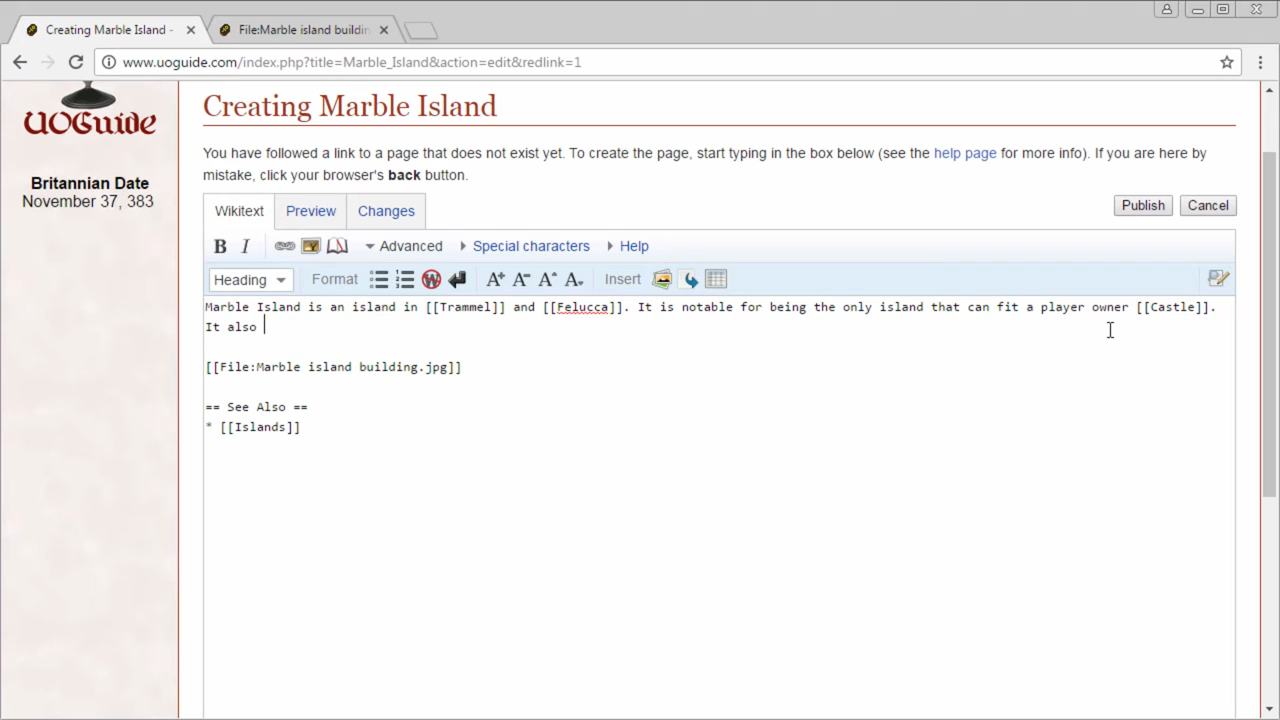 Creating Marble Island -
File:Marble island buildin
www.uoguide.com/index.php?title=Marble_Island&action=edit&redlink=1
UOGuide
Britannian Date
November 37, 383
Creating Marble Island
You have followed a link to a page that does not exist yet. To create the page, start typing in the box below (see the help page for more info). If you are here by
mistake, click your browser's back button.
Wikitext Preview Changes Publish Cancel
B I Advanced Special characters Help
Heading Format A+ A- A^ A Insert
Marble Island is an island in [[Trammel]] and [[Felucca]]. It is notable for being the only island that can fit a player owner [[Castle]].
It also
[[File:Marble island building.jpg]]
== See Also ==
* [[Islands]]